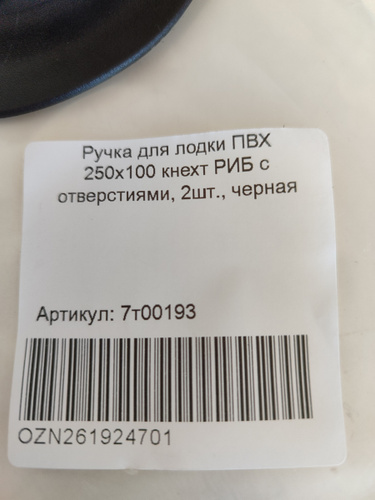 Ручка для лодки ПВХ
250х100 кнехт РИБ с
отверстиями, 2шт., черная
Артикул: 7т00193
OZN261924701